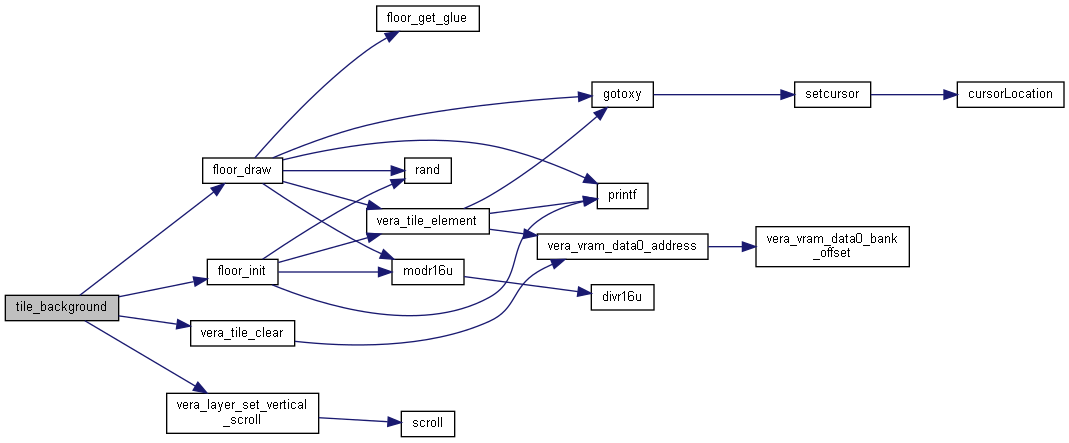 floor_get_glue
gotoxy
setcursor
cursorLocation
floor_draw
rand
printf
vera_tile_element
vera_vram_data0_address
vera_vram_data0_bank
_offset
floor_init
modr16u
divr16u
tile_background
vera_tile_clear
vera_layer_set_vertical
_scroll
scroll